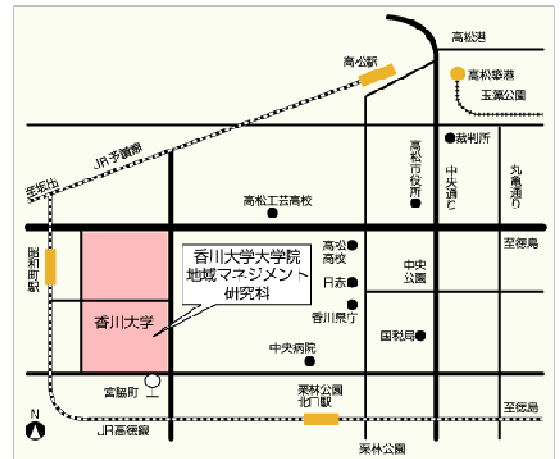 高松港
高松駅
高松築港
玉藻公園
JR予讃線
裁判所
高松市役所
中央通り
丸亀通り
至坂出
高松工芸高校
至徳島
昭和町駅
香川大学大学院
地域マネジメント
研究科
高松
高校
中央
公園
日赤
香川県庁
香川大学
国税局
中央病院
宮脇町
栗林公園
北口駅
至徳島
N
JR高徳線
栗林公園